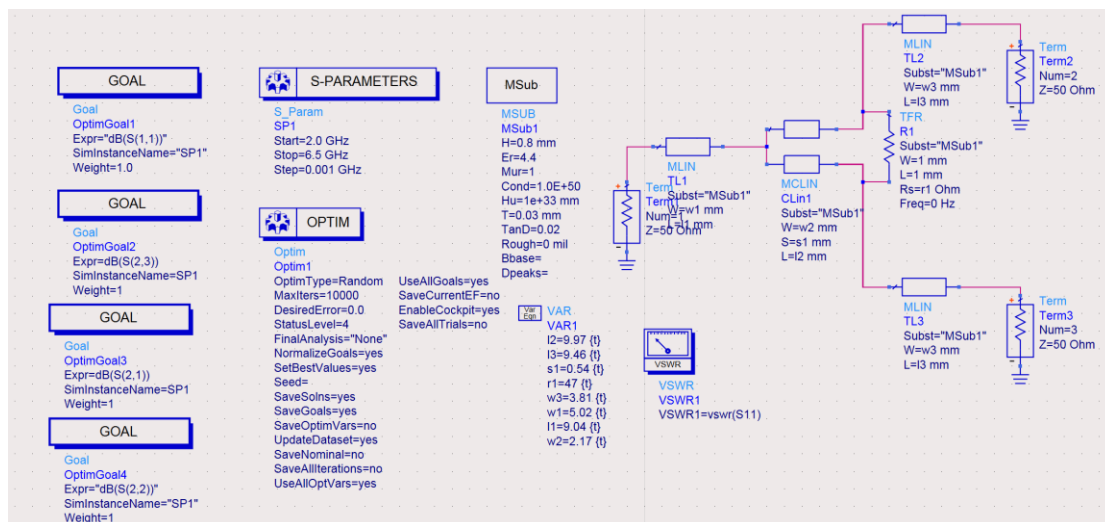 GOAL
Goal
OptimGoal1
Expr="dB(S(1,1))"
SimInstanceName="SP1"
Weight=1.0
GOAL
Goal
OptimGoal2
Expr=dB(S(2,3))
SimInstanceName=SP1
Weight=1
GOAL
Goal
OptimGoal3
Expr=dB(S(2,1))
SimInstanceName=SP1
Weight=1
GOAL
Goal
OptimGoal4
Expr="dB(S(2,2))"
SimInstanceName="SP1"
Weight=1
S-PARAMETERS
S_Param
SP1
Start=2.0 GHz
Stop=6.5 GHz
Step=0.001 GHz
OPTIM
Optim
Optim1
OptimType=Random
MaxIters=10000
DesiredError=0.0
StatusLevel=4
FinalAnalysis="None"
NormalizeGoals=yes
SetBestValues=yes
Seed=
SaveSolns=yes
SaveGoals=yes
SaveOptimVars=no
UpdateDataset=yes
SaveNominal=no
SaveAllIterations=no
UseAllOptVars=yes
UseAllGoals=yes
SaveCurrentEF=no
EnableCockpit=yes
SaveAllTrials=no
MSub
MSUB
MSub1
H=0.8 mm
Er=4.4
Mur=1
Cond=1.0E+50
Hu=1e+33 mm
T=0.03 mm
TanD=0.02
Rough=0 mil
Bbase=
Dpeaks=
Var
Eqn
VAR
VAR1
l2=9.97 {t}
l3=9.46 {t}
s1=0.54 {t}
r1=47 {t}
w3=3.81 {t}
w1=5.02 {t}
l1=9.04 {t}
w2=2.17 {t}
VSWR
VSWR
VSWR1
VSWR1=vswr(S11)
Term
Term1
Num=1
Z=50 Ohm
MLIN
TL1
Subst="MSub1"
W=w1 mm
L=l1 mm
MCLIN
CLin1
Subst="MSub1"
W=w2 mm
S=s1 mm
L=l2 mm
MLIN
TL2
Subst="MSub1"
W=w3 mm
L=l3 mm
TFR
R1
Subst="MSub1"
W=1 mm
L=1 mm
Rs=r1 Ohm
Freq=0 Hz
Term
Term2
Num=2
Z=50 Ohm
MLIN
TL3
Subst="MSub1"
W=w3 mm
L=l3 mm
Term
Term3
Num=3
Z=50 Ohm